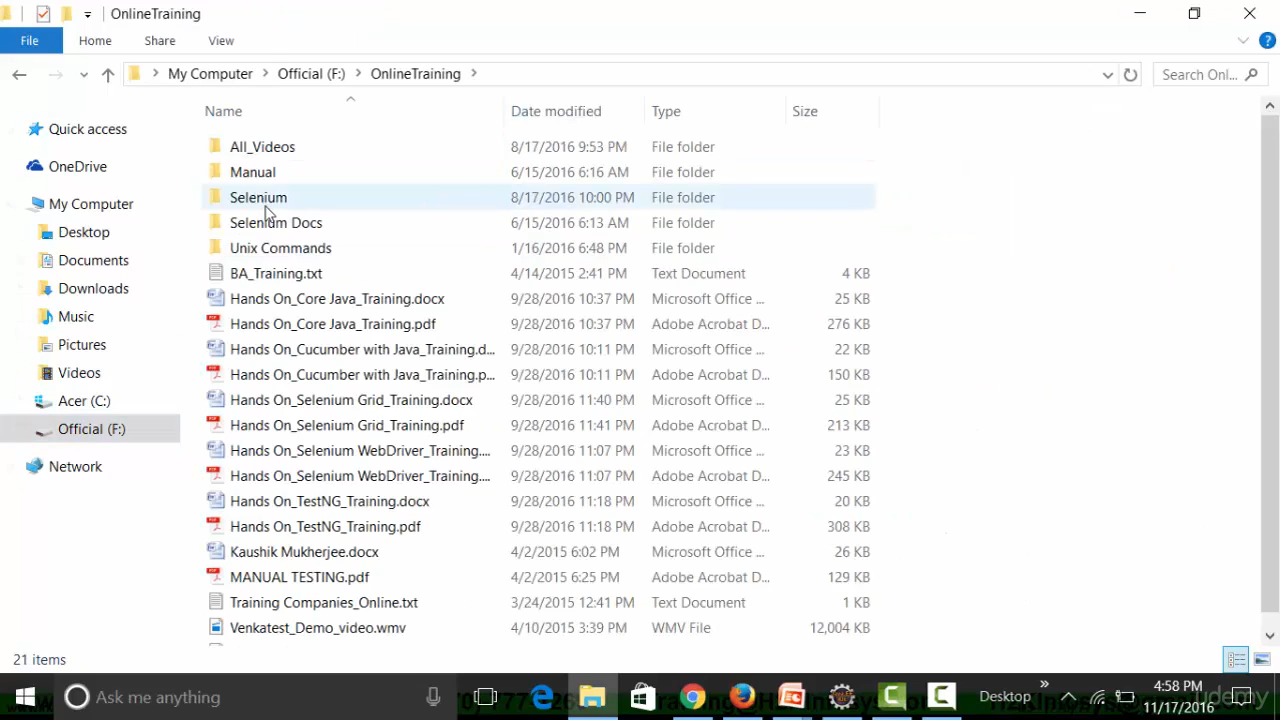 OnlineTraining
File Home Share View
My Computer Official (F:) OnlineTraining Search Onl...
Name Date modified Type Size
Quick access
OneDrive
My Computer
Desktop
Documents
Downloads
Music
Pictures
Videos
Acer (C:)
Official (F:)
Network
All_Videos 8/17/2016 9:53 PM File folder
Manual 6/15/2016 6:16 AM File folder
Selenium 8/17/2016 10:00 PM File folder
Selenium Docs 6/15/2016 6:13 AM File folder
Unix Commands 1/16/2016 6:48 PM File folder
BA_Training.txt 4/14/2015 2:41 PM Text Document 4 KB
Hands On_Core Java_Training.docx 9/28/2016 10:37 PM Microsoft Office ... 25 KB
Hands On_Core Java_Training.pdf 9/28/2016 10:37 PM Adobe Acrobat D... 276 KB
Hands On_Cucumber with Java_Training.d... 9/28/2016 10:11 PM Microsoft Office ... 22 KB
Hands On_Cucumber with Java_Training.p... 9/28/2016 10:11 PM Adobe Acrobat D... 150 KB
Hands On_Selenium Grid_Training.docx 9/28/2016 11:40 PM Microsoft Office ... 25 KB
Hands On_Selenium Grid_Training.pdf 9/28/2016 11:41 PM Adobe Acrobat D... 213 KB
Hands On_Selenium WebDriver_Training.... 9/28/2016 11:07 PM Microsoft Office ... 23 KB
Hands On_Selenium WebDriver_Training.... 9/28/2016 11:07 PM Adobe Acrobat D... 245 KB
Hands On_TestNG_Training.docx 9/28/2016 11:18 PM Microsoft Office ... 20 KB
Hands On_TestNG_Training.pdf 9/28/2016 11:18 PM Adobe Acrobat D... 308 KB
Kaushik Mukherjee.docx 4/2/2015 6:02 PM Microsoft Office ... 26 KB
MANUAL TESTING.pdf 4/2/2015 6:25 PM Adobe Acrobat D... 129 KB
Training Companies_Online.txt 3/24/2015 12:41 PM Text Document 1 KB
Venkatest_Demo_video.wmv 4/10/2015 3:39 PM WMV File 12,004 KB
21 items
Ask me anything Desktop 4:58 PM
11/17/2016
Udemy